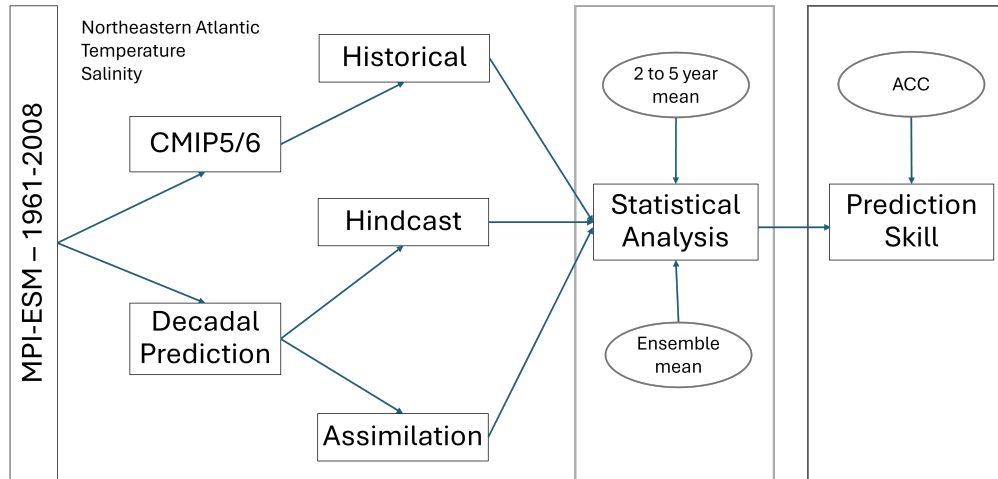 MPI-ESM – 1961-2008
Northeastern Atlantic
Temperature
Salinity
CMIP5/6
Decadal
Prediction
Historical
Hindcast
Assimilation
2 to 5 year
mean
Statistical
Analysis
Ensemble
mean
ACC
Prediction
Skill